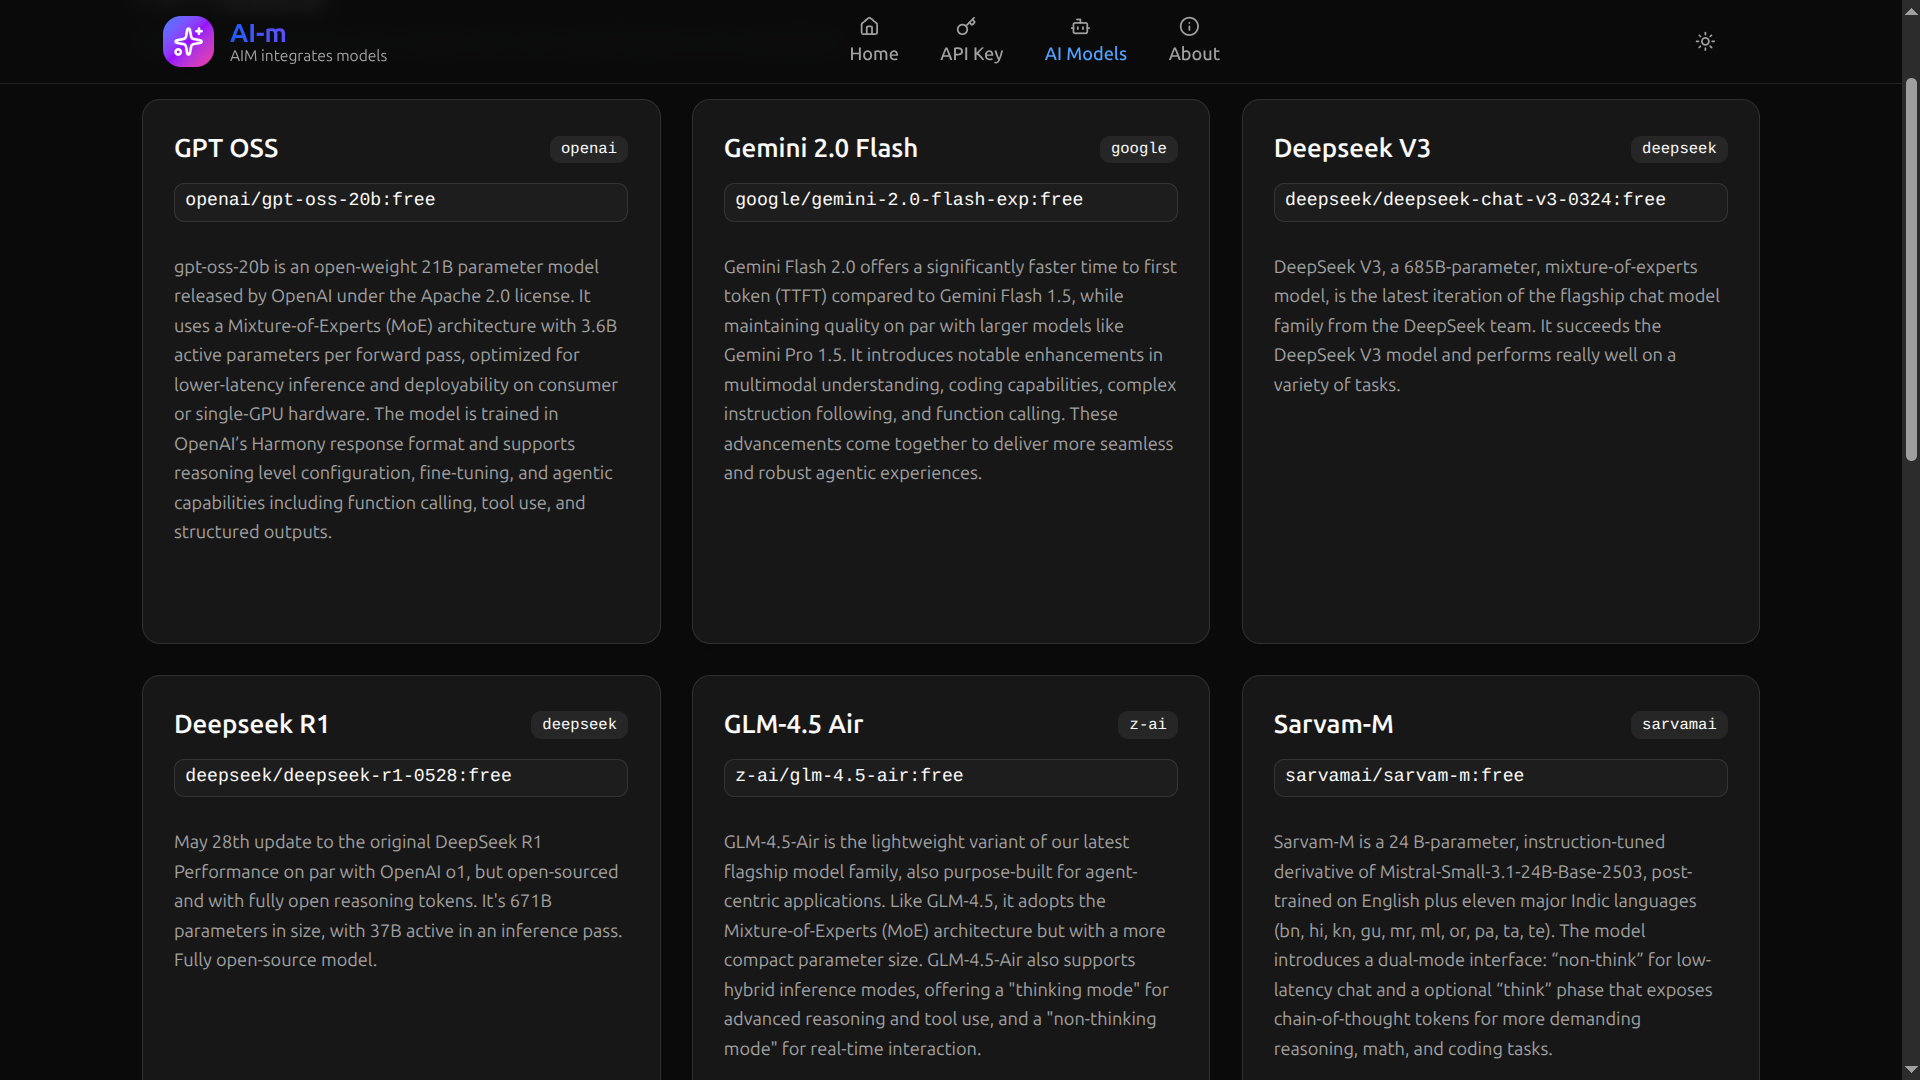 AI-m
AIM integrates models
Home
API Key
AI Models
About
GPT OSS
openai
openai/gpt-oss-20b:free
gpt-oss-20b is an open-weight 21B parameter model
released by OpenAI under the Apache 2.0 license. It
uses a Mixture-of-Experts (MoE) architecture with 3.6B
active parameters per forward pass, optimized for
lower-latency inference and deployability on consumer
or single-GPU hardware. The model is trained in
OpenAI’s Harmony response format and supports
reasoning level configuration, fine-tuning, and agentic
capabilities including function calling, tool use, and
structured outputs.
Gemini 2.0 Flash
google
google/gemini-2.0-flash-exp:free
Gemini Flash 2.0 offers a significantly faster time to first
token (TTFT) compared to Gemini Flash 1.5, while
maintaining quality on par with larger models like
Gemini Pro 1.5. It introduces notable enhancements in
multimodal understanding, coding capabilities, complex
instruction following, and function calling. These
advancements come together to deliver more seamless
and robust agentic experiences.
Deepseek V3
deepseek
deepseek/deepseek-chat-v3-0324:free
DeepSeek V3, a 685B-parameter, mixture-of-experts
model, is the latest iteration of the flagship chat model
family from the DeepSeek team. It succeeds the
DeepSeek V3 model and performs really well on a
variety of tasks.
Deepseek R1
deepseek
deepseek/deepseek-r1-0528:free
May 28th update to the original DeepSeek R1
Performance on par with OpenAI o1, but open-sourced
and with fully open reasoning tokens. It's 671B
parameters in size, with 37B active in an inference pass.
Fully open-source model.
GLM-4.5 Air
z-ai
z-ai/glm-4.5-air:free
GLM-4.5-Air is the lightweight variant of our latest
flagship model family, also purpose-built for agent-
centric applications. Like GLM-4.5, it adopts the
Mixture-of-Experts (MoE) architecture but with a more
compact parameter size. GLM-4.5-Air also supports
hybrid inference modes, offering a "thinking mode" for
advanced reasoning and tool use, and a "non-thinking
mode" for real-time interaction.
Sarvam-M
sarvamai
sarvamai/sarvam-m:free
Sarvam-M is a 24 B-parameter, instruction-tuned
derivative of Mistral-Small-3.1-24B-Base-2503, post-
trained on English plus eleven major Indic languages
(bn, hi, kn, gu, mr, ml, or, pa, ta, te). The model
introduces a dual-mode interface: “non-think” for low-
latency chat and a optional “think” phase that exposes
chain-of-thought tokens for more demanding
reasoning, math, and coding tasks.